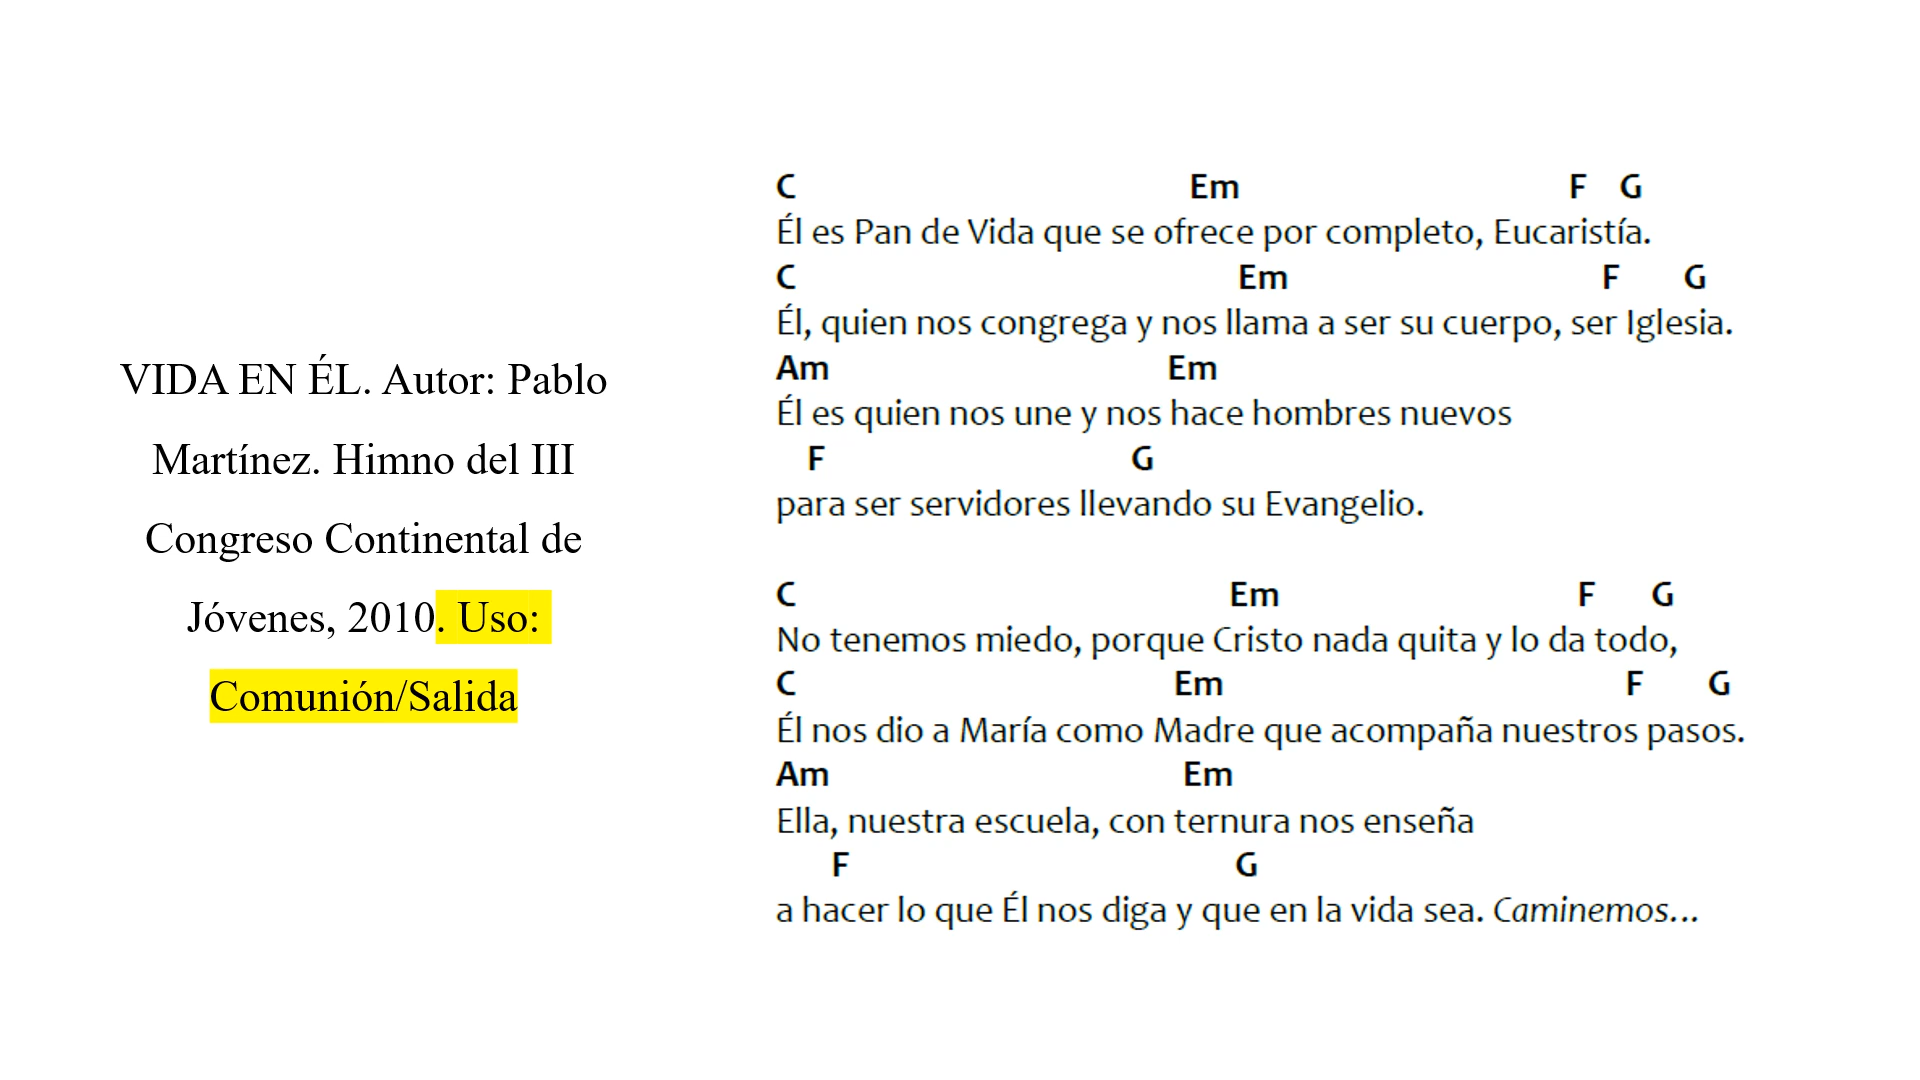 VIDA EN ÉL. Autor: Pablo
Martínez. Himno del III
Congreso Continental de
Jóvenes, 2010. Uso:
Comunión/Salida
C Em F G
Él es Pan de Vida que se ofrece por completo, Eucaristía.
C Em F G
Él, quien nos congrega y nos llama a ser su cuerpo, ser Iglesia.
Am Em
Él es quien nos une y nos hace hombres nuevos
F G
para ser servidores llevando su Evangelio.
C Em F G
No tenemos miedo, porque Cristo nada quita y lo da todo,
C Em F G
Él nos dio a María como Madre que acompaña nuestros pasos.
Am Em
Ella, nuestra escuela, con ternura nos enseña
F G
a hacer lo que Él nos diga y que en la vida sea. Caminemos...